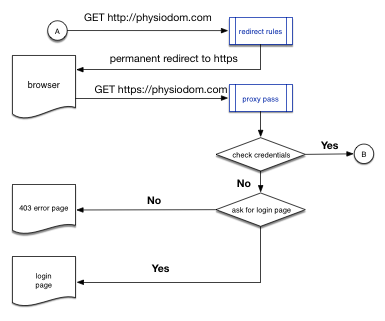 GET http://physiodom.com
A
redirect rules
permanent redirect to https
browser
GET https://physiodom.com
proxy pass
Yes
check credentials
B
No
No
403 error page
ask for login page
Yes
login
page